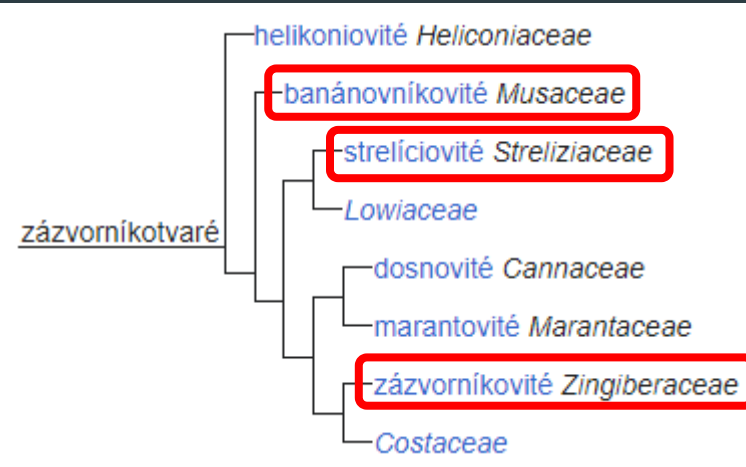 helikoniovité Heliconiaceae
banánovníkovité Musaceae
strelíciovité Streliziaceae
Lowiaceae
zázvorníkotvaré
dosnovité Cannaceae
marantovité Marantaceae
zázvorníkovité Zingiberaceae
Costaceae